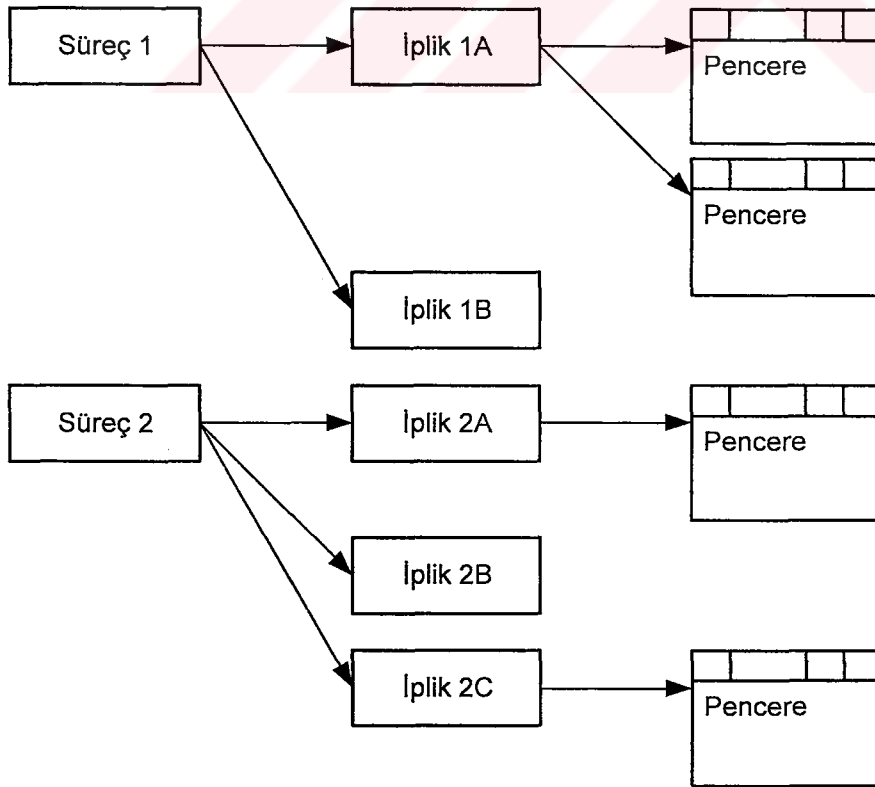 Süreç 1
İplik 1A
Pencere
Pencere
İplik 1B
Süreç 2
İplik 2A
Pencere
İplik 2B
İplik 2C
Pencere